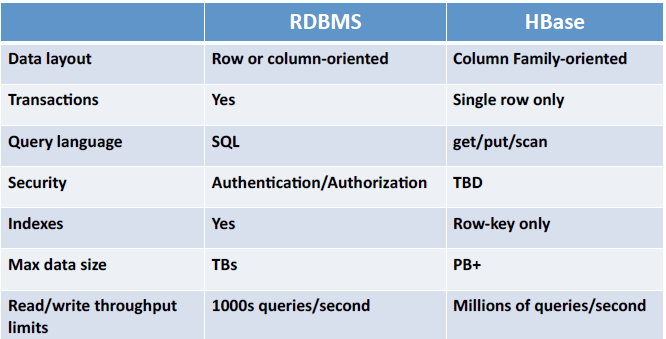 RDBMS HBase
Data layout Row or column-oriented Column Family-oriented
Transactions Yes Single row only
Query language SQL get/put/scan
Security Authentication/Authorization TBD
Indexes Yes Row-key only
Max data size TBs PB+
Read/write throughput 1000s queries/second Millions of queries/second
limits